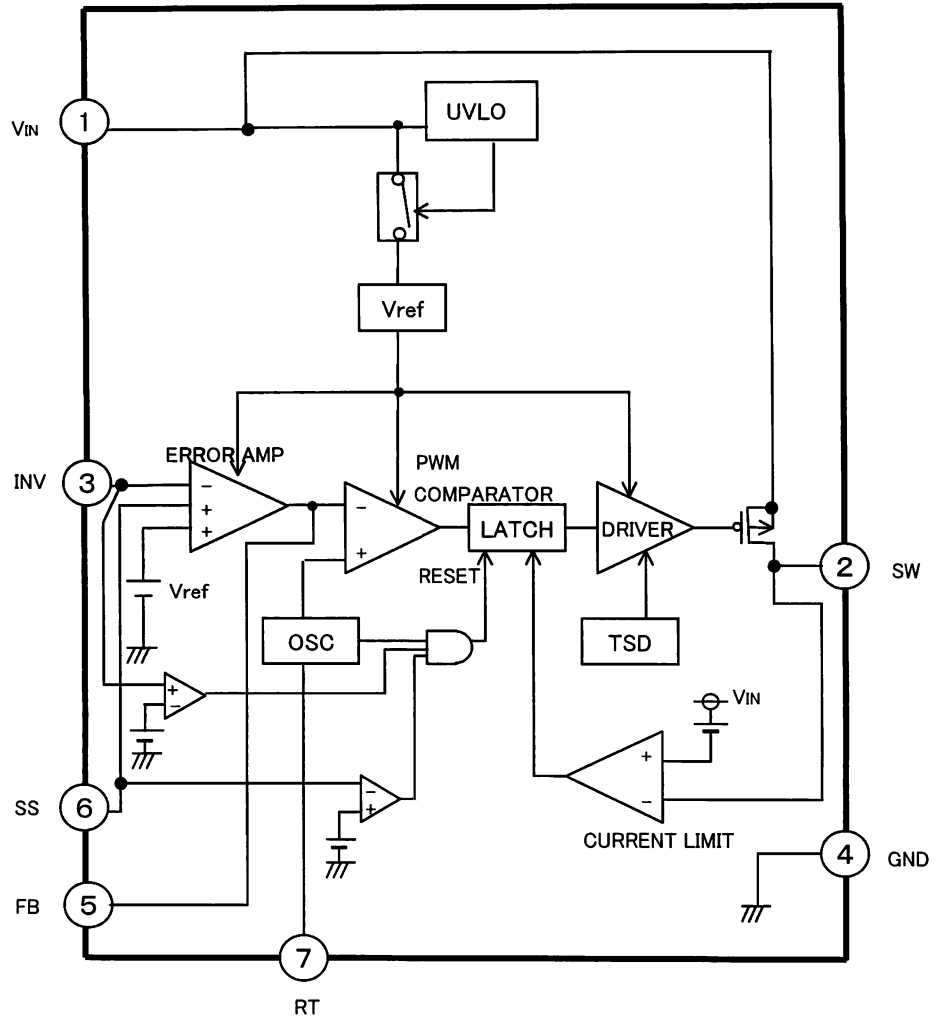 UVLO
1
VIN
Vref
ERROR AMP
PWM
COMPARATOR
INV
3
−
+
+
−
+
LATCH
DRIVER
RESET
Vref
2
SW
OSC
TSD
+
−
VIN
+
−
−
+
SS
6
CURRENT LIMIT
4
GND
FB
5
7
RT